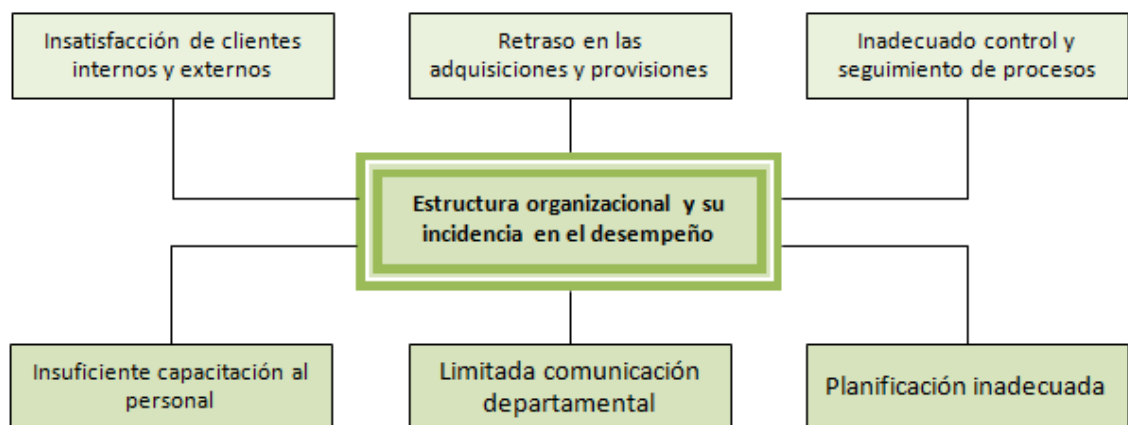 Insatisfacción de clientes
internos y externos
Retraso en las
adquisiciones y provisiones
Inadecuado control y
seguimiento de procesos
Estructura organizacional y su
incidencia en el desempeño
Insuficiente capacitación al
personal
Limitada comunicación
departamental
Planificación inadecuada